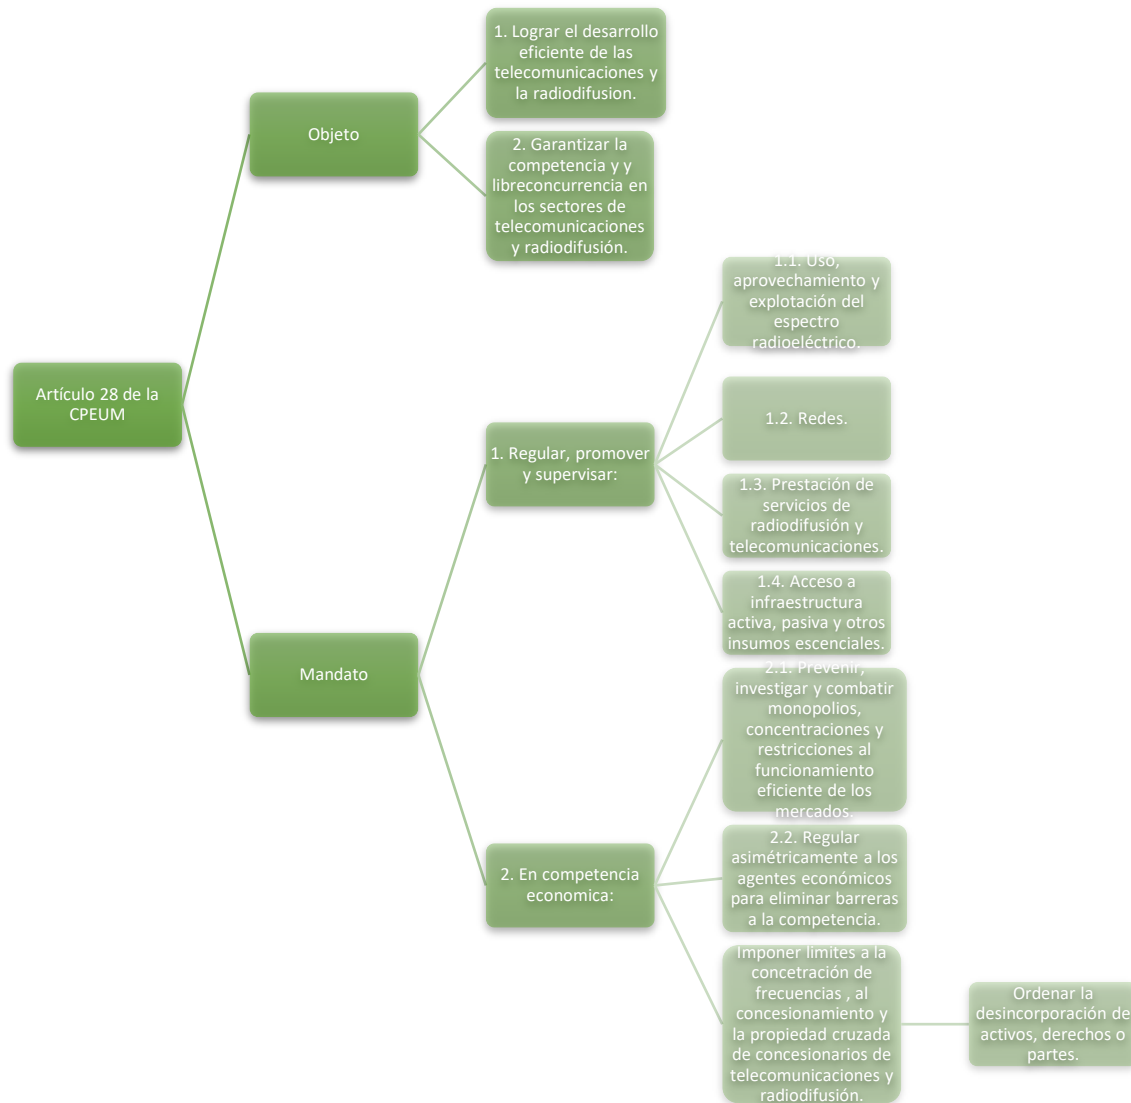 Artículo 28 de la
CPEUM
Objeto
1. Lograr el desarrollo
eficiente de las
telecomunicaciones y
la radiodifusion.
2. Garantizar la
competencia y y
libreconcurrencia en
los sectores de
telecomunicaciones
y radiodifusión.
Mandato
1. Regular, promover
y supervisar:
1.1. Uso,
aprovechamiento y
explotación del
espectro
radioeléctrico.
1.2. Redes.
1.3. Prestación de
servicios de
radiodifusión y
telecomunicaciones.
1.4. Acceso a
infraestructura
activa, pasiva y otros
insumos escenciales.
2. En competencia
economica:
2.1. Prevenir,
investigar y combatir
monopolios,
concentraciones y
restricciones al
funcionamiento
eficiente de los
mercados.
2.2. Regular
asimétricamente a los
agentes económicos
para eliminar barreras
a la competencia.
Imponer limites a la
concetración de
frecuencias , al
concesionamiento y
la propiedad cruzada
de concesionarios de
telecomunicaciones y
radiodifusión.
Ordenar la
desincorporación de
activos, derechos o
partes.